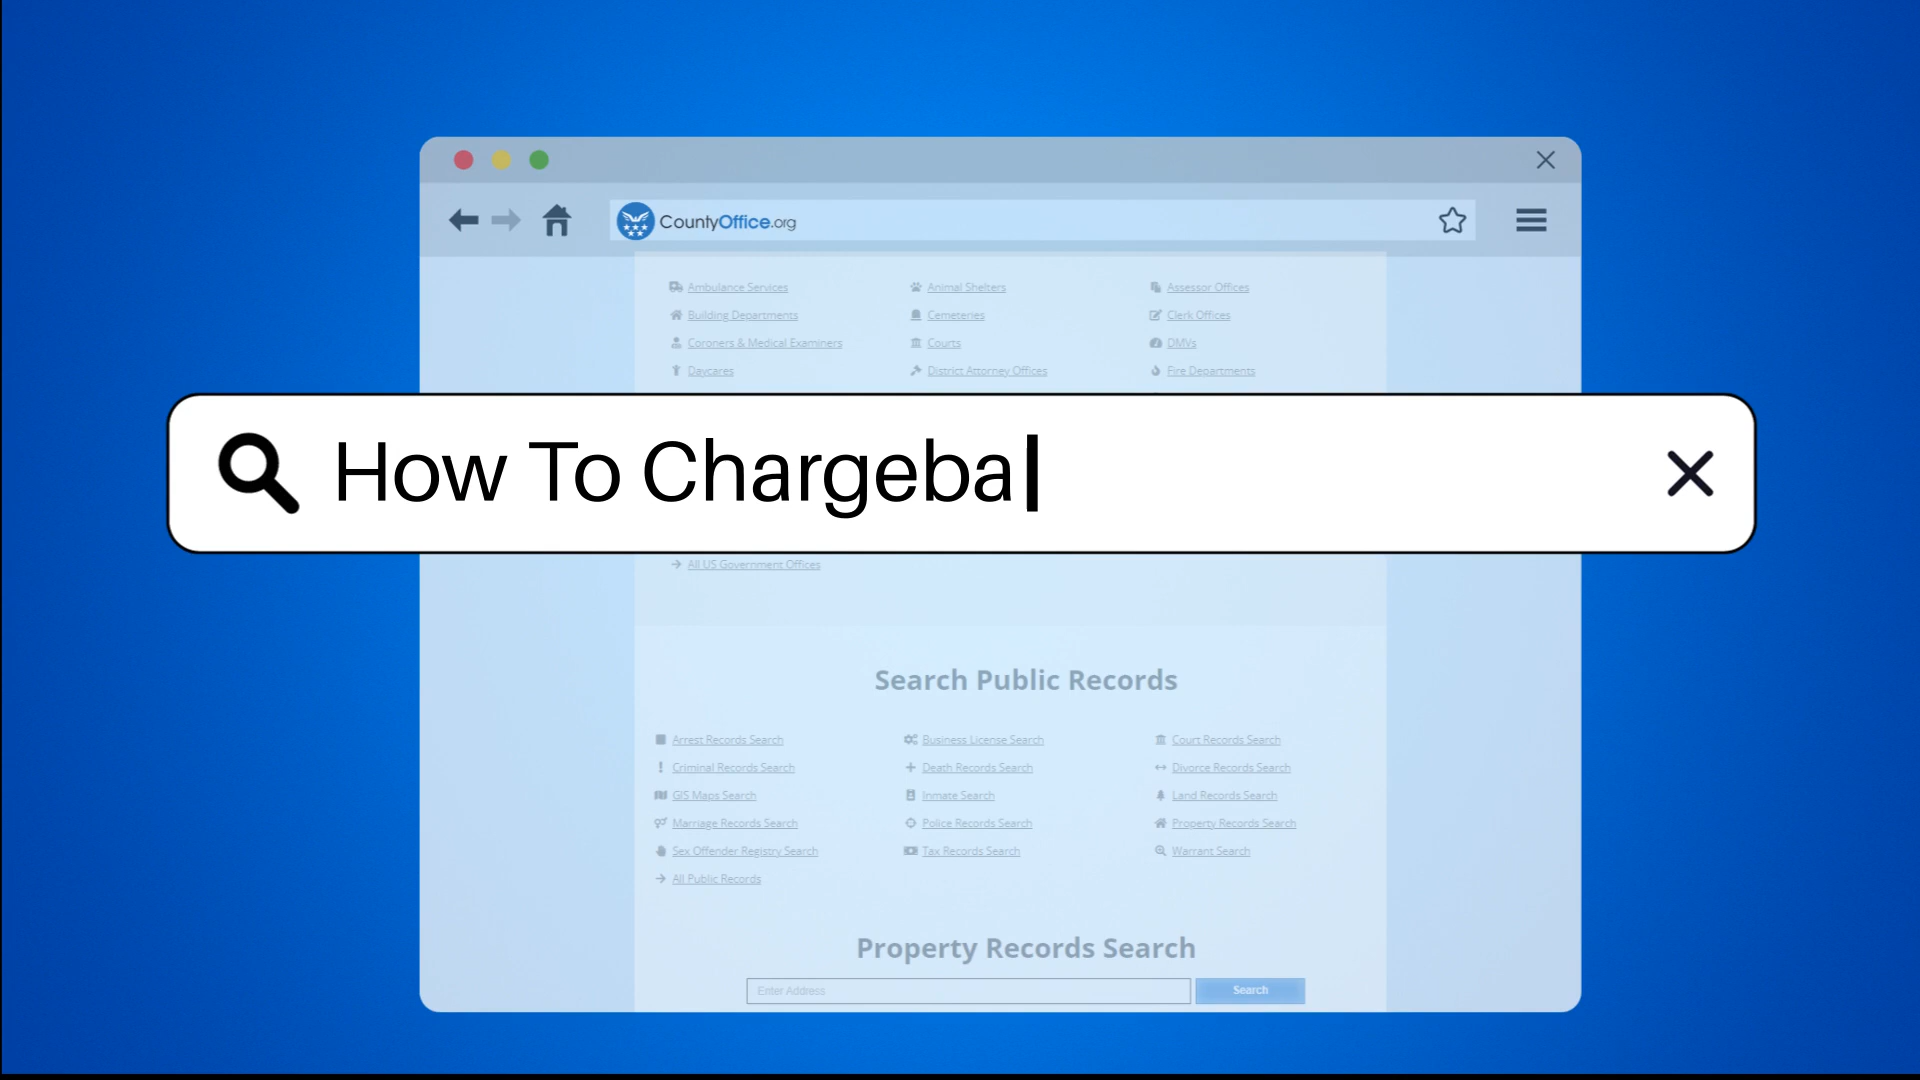 CountyOffice.org
Ambulance Services Animal Shelters Assessor Offices
Building Departments Cemeteries Clerk Offices
Coroners & Medical Examiners Courts DMVs
Daycares District Attorney Offices Fire Departments
How To Chargeba
All US Government Offices
Search Public Records
Arrest Records Search Business License Search Court Records Search
Criminal Records Search Death Records Search Divorce Records Search
GIS Maps Search Inmate Search Land Records Search
Marriage Records Search Police Records Search Property Records Search
Sex Offender Registry Search Tax Records Search Warrant Search
All Public Records
Property Records Search
Enter Address Search